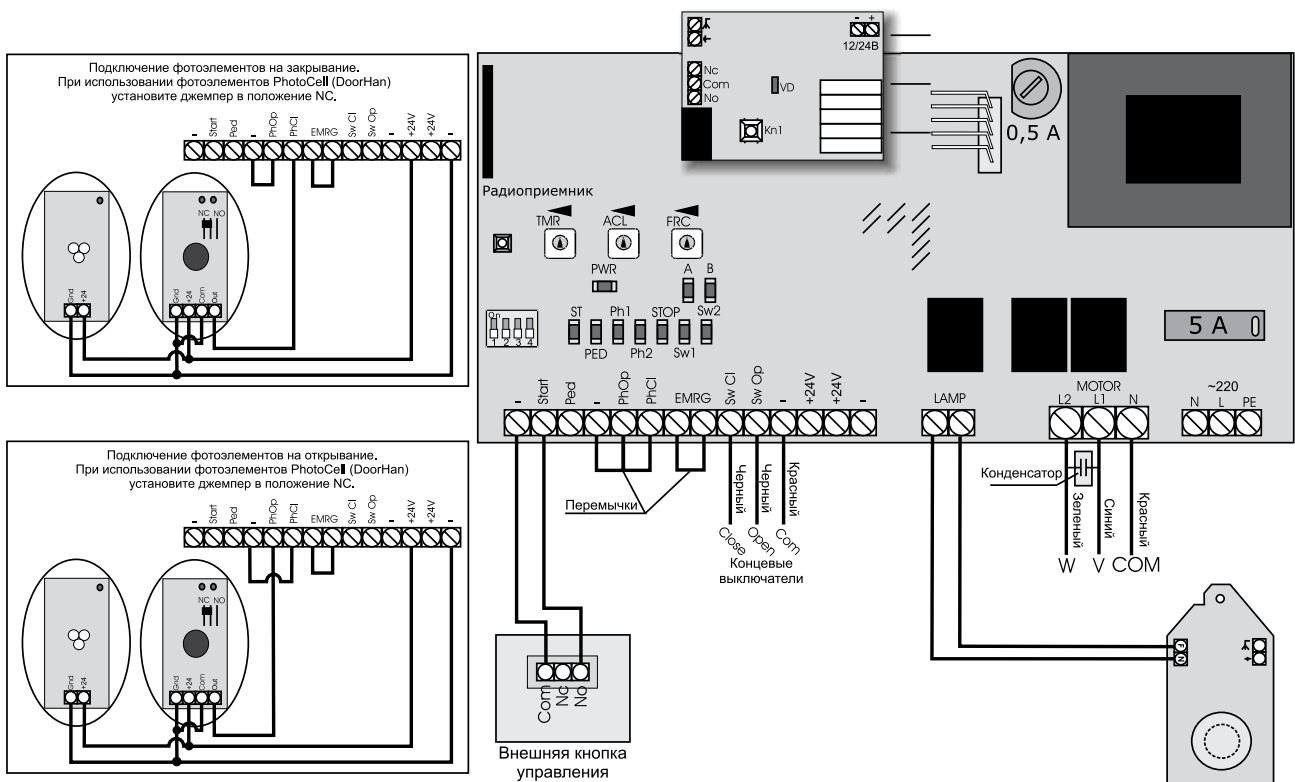 Подключение фотоэлементов на закрывание.
При использовании фотоэлементов PhotoCell (DoorHan)
установите джемпер в положение NC.
- Start Ped - PhOp PhCl EMRG Sw Cl Sw Op - +24V +24V -
NC NO
Gnd +24
Gnd +24 Com Out
Подключение фотоэлементов на открывание.
При использовании фотоэлементов PhotoCell (DoorHan)
установите джемпер в положение NC.
- Start Ped - PhOp PhCl EMRG Sw Cl Sw Op - +24V +24V -
NC NO
Gnd +24
Gnd +24 Com Out
- +
12/24В
Nc
Com
No
VD
Kn1
0,5 A
Радиоприемник
TMR ACL FRC
PWR A B
On
1 2 3 4
ST Ph1 STOP Sw2
PED Ph2 Sw1
5 A
- Start Ped - PhOp PhCl EMRG Sw Cl Sw Op - +24V +24V -
LAMP
MOTOR
L2 L1 N
~220
N L PE
Перемычки
Черный Черный Красный
Close Open Com
Концевые
выключатели
Конденсатор
Зеленый Синий Красный
W V COM
Com Nc No
Внешняя кнопка
управления
F
N